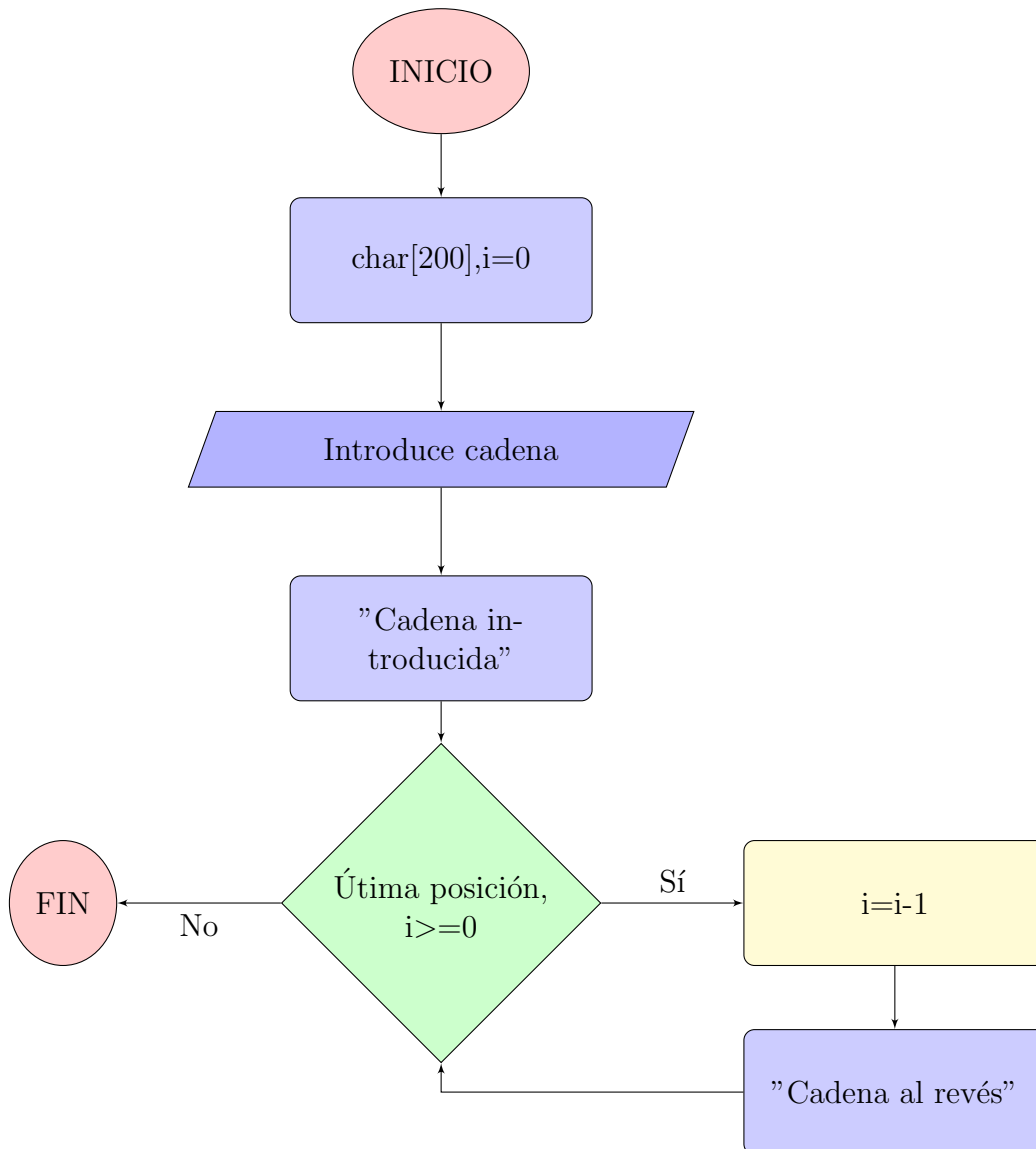 INICIO
char[200],i=0
Introduce cadena
”Cadena in-
troducida”
Útima posición,
i>=0
Sí
No
FIN
i=i-1
”Cadena al revés”